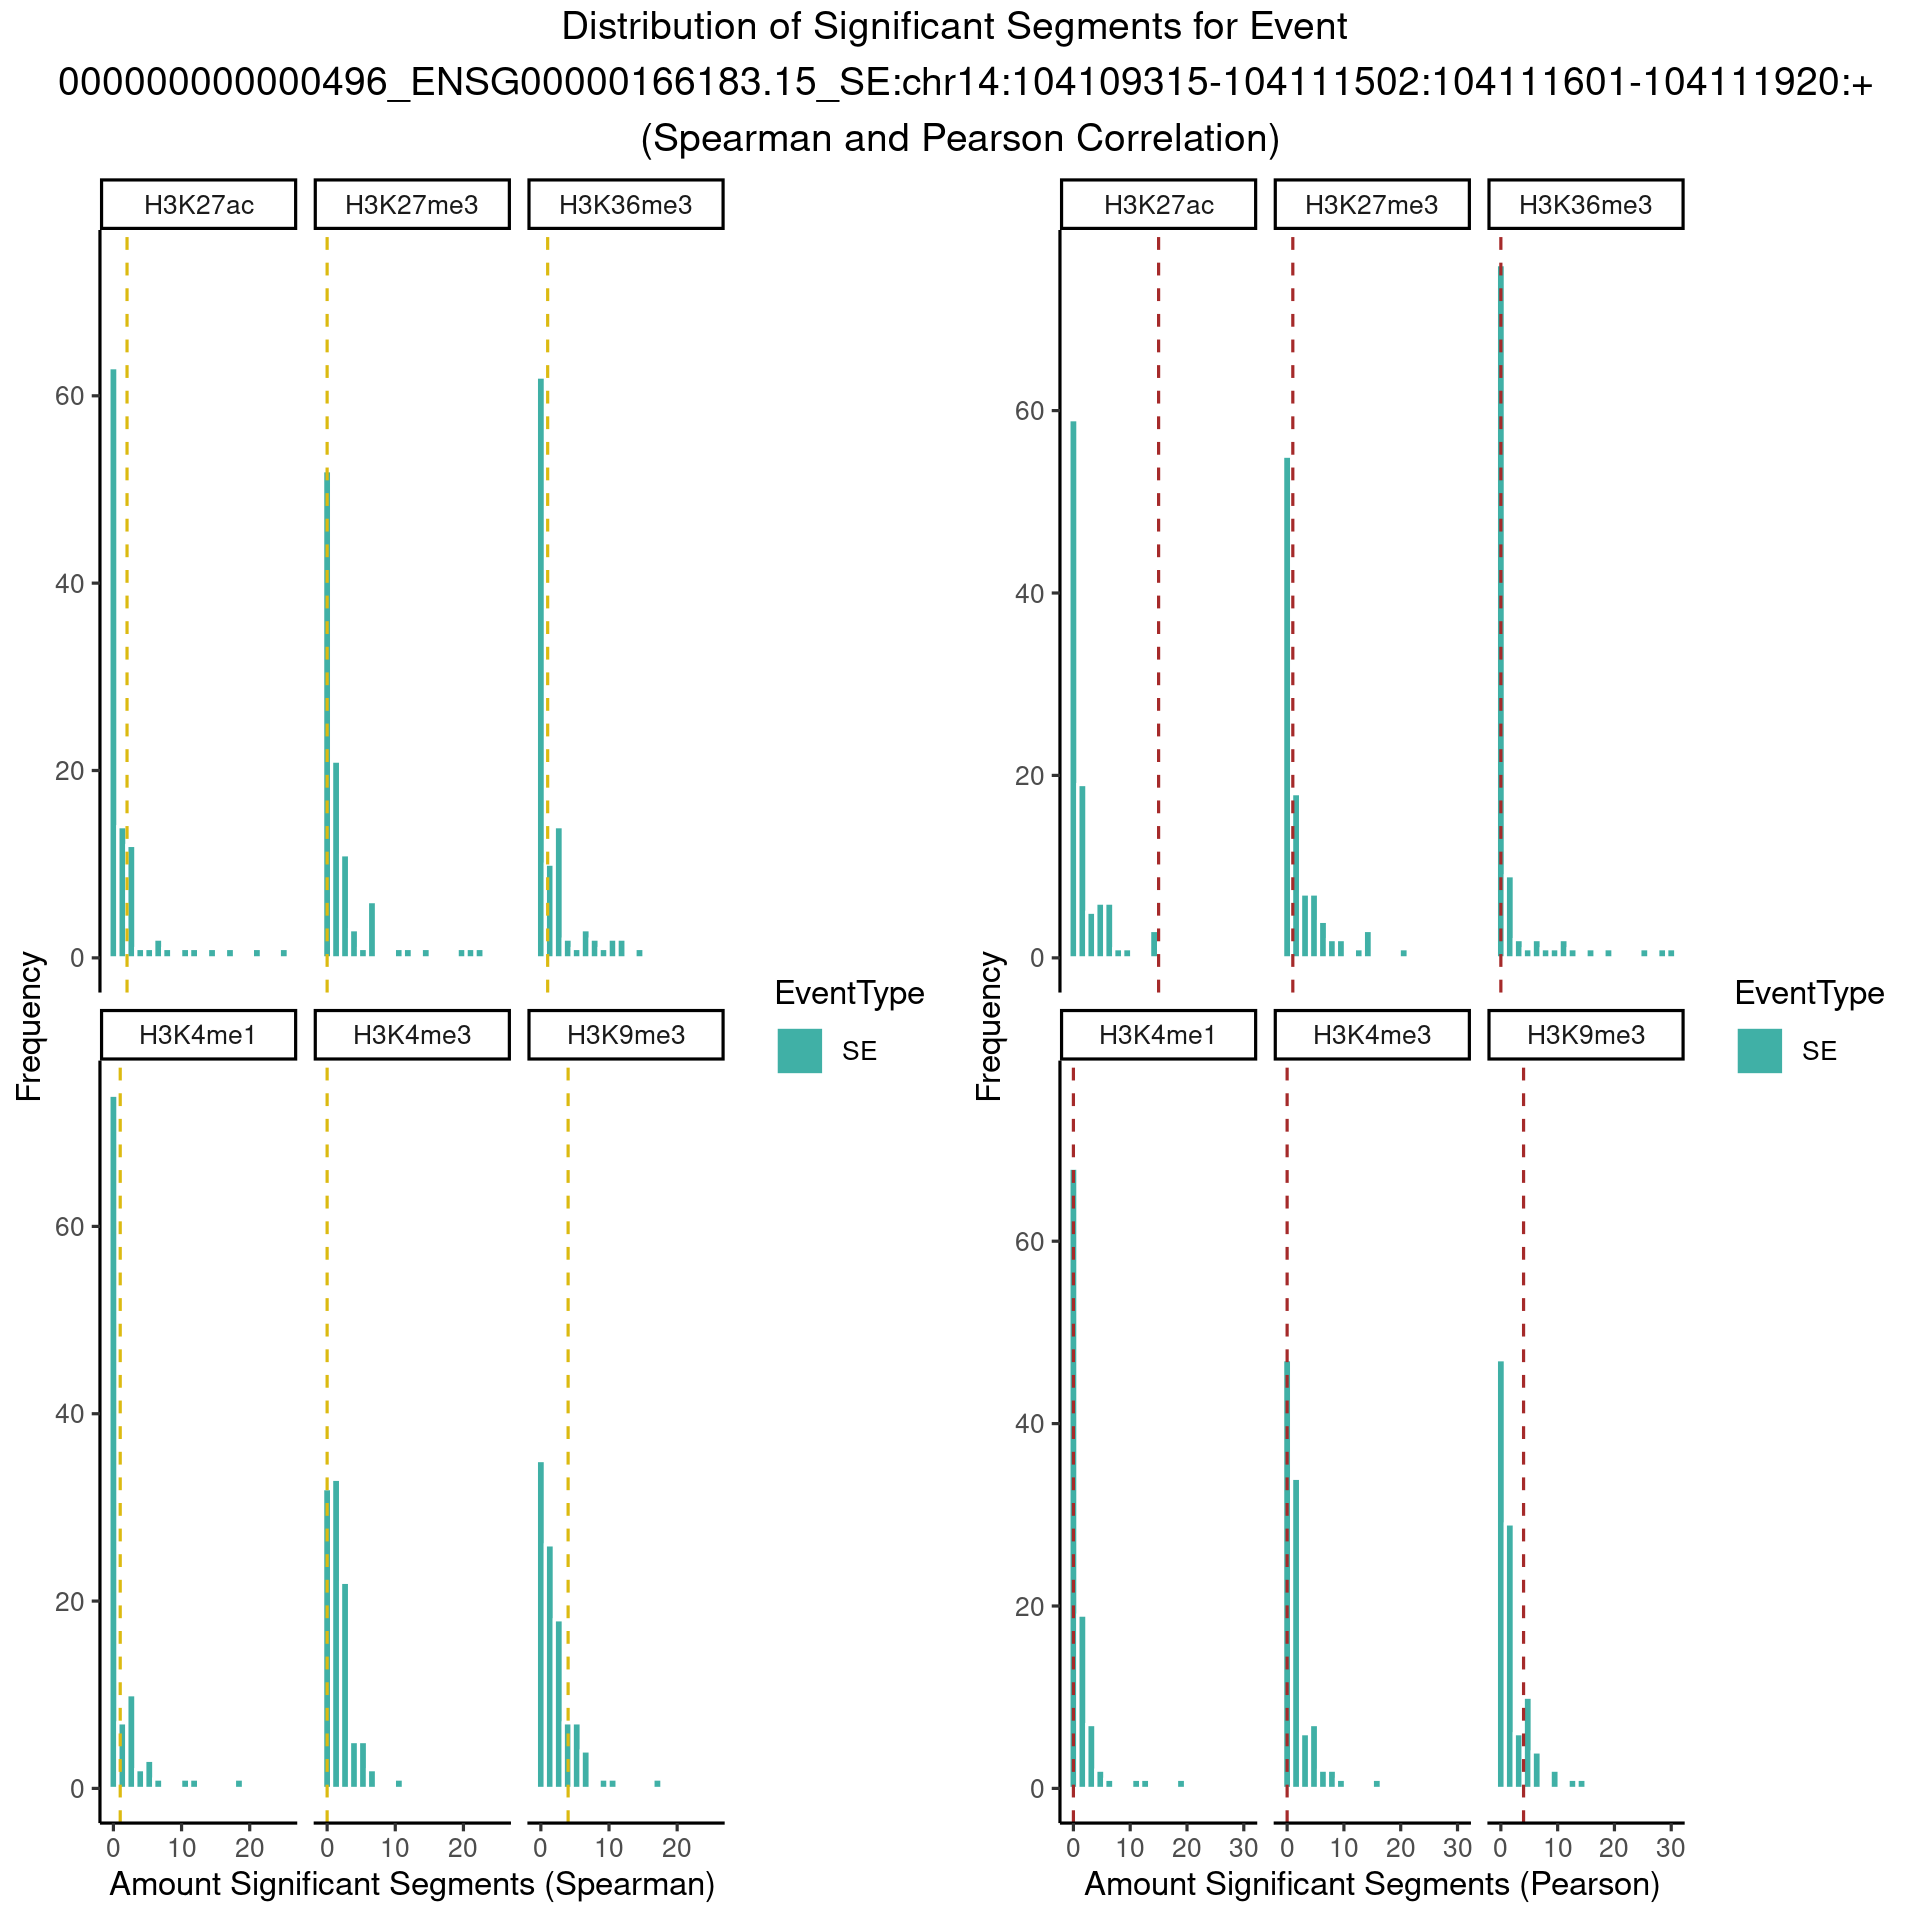 Distribution of Significant Segments for Event
000000000000496_ENSG00000166183.15_SE:chr14:104109315-104111502:104111601-104111920:+
(Spearman and Pearson Correlation)
H3K27ac
H3K27me3
H3K36me3
60
40
20
0
H3K4me1
H3K4me3
H3K9me3
60
40
20
0
0 10 20
0 10 20
0 10 20
Frequency
Amount Significant Segments (Spearman)
EventType
SE
H3K27ac
H3K27me3
H3K36me3
60
40
20
0
H3K4me1
H3K4me3
H3K9me3
60
40
20
0
0 10 20 30
0 10 20 30
0 10 20 30
Frequency
Amount Significant Segments (Pearson)
EventType
SE